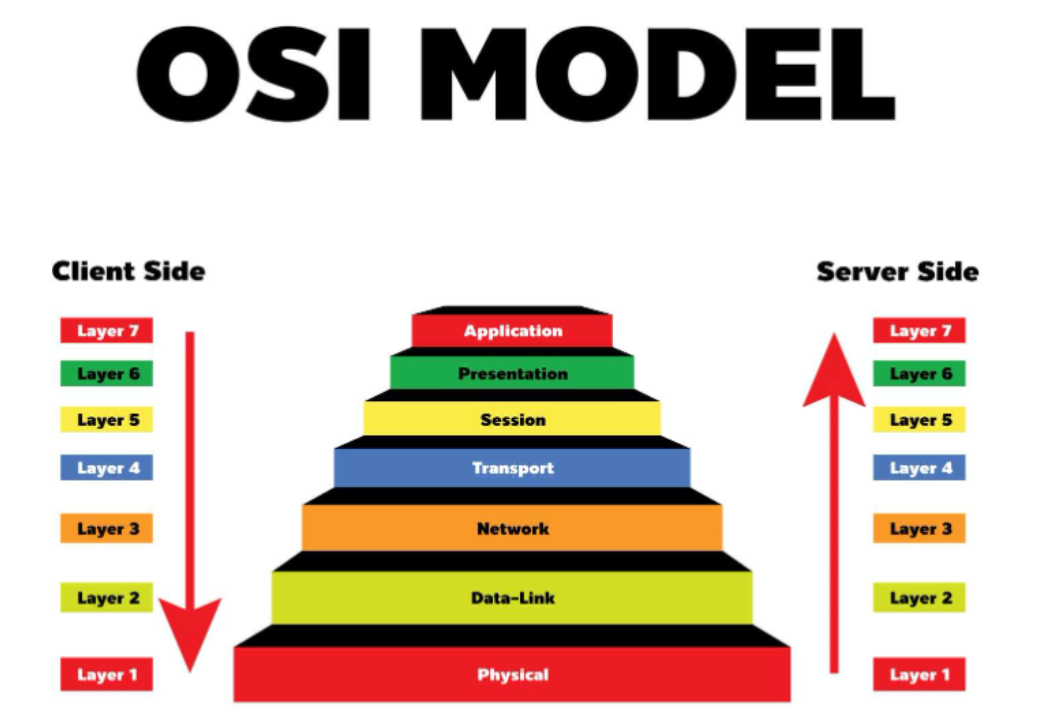 OSI MODEL
Client Side
Server Side
Layer 7
Application
Layer 7
Layer 6
Presentation
Layer 6
Layer 5
Session
Layer 5
Layer 4
Transport
Layer 4
Layer 3
Network
Layer 3
Layer 2
Data-Link
Layer 2
Layer 1
Physical
Layer 1